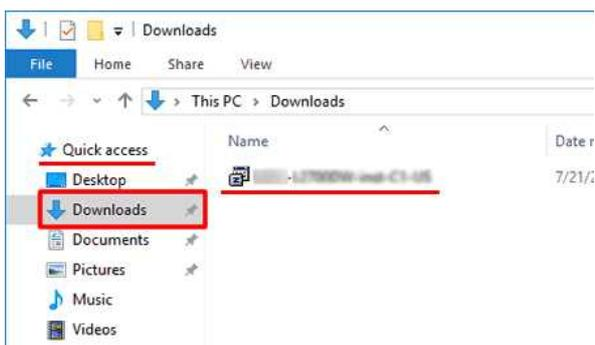 Downloads
File Home Share View
This PC > Downloads
Quick access
Name
Date
Desktop
7/21/2
Downloads
Documents
Pictures
Music
Videos